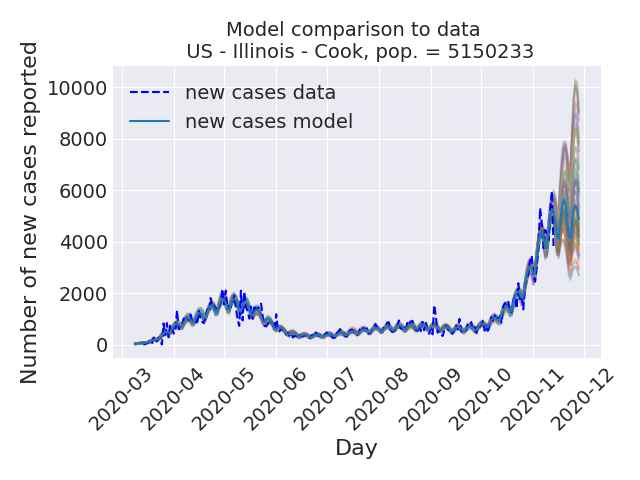 Model comparison to data
US - Illinois - Cook, pop. = 5150233
Number of new cases reported
10000
8000
6000
4000
2000
0
new cases data
new cases model
2020-03
2020-04
2020-05
2020-06
2020-07
2020-08
2020-09
2020-10
2020-11
2020-12
Day